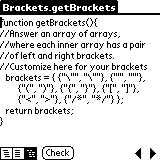 Brackets.getBrackets
function getBrackets(){
//Answer an array of arrays,
//where each inner array has a pair
//of left and right brackets.
//Customize here for your brackets
brackets = { {"\"", "\""}, {"'", "'"},
{"(", ")"}, {"{", "}"}, {"[", "]"},
{"<", ">"}, {"/*", "*/"} };
return brackets;
}
Check